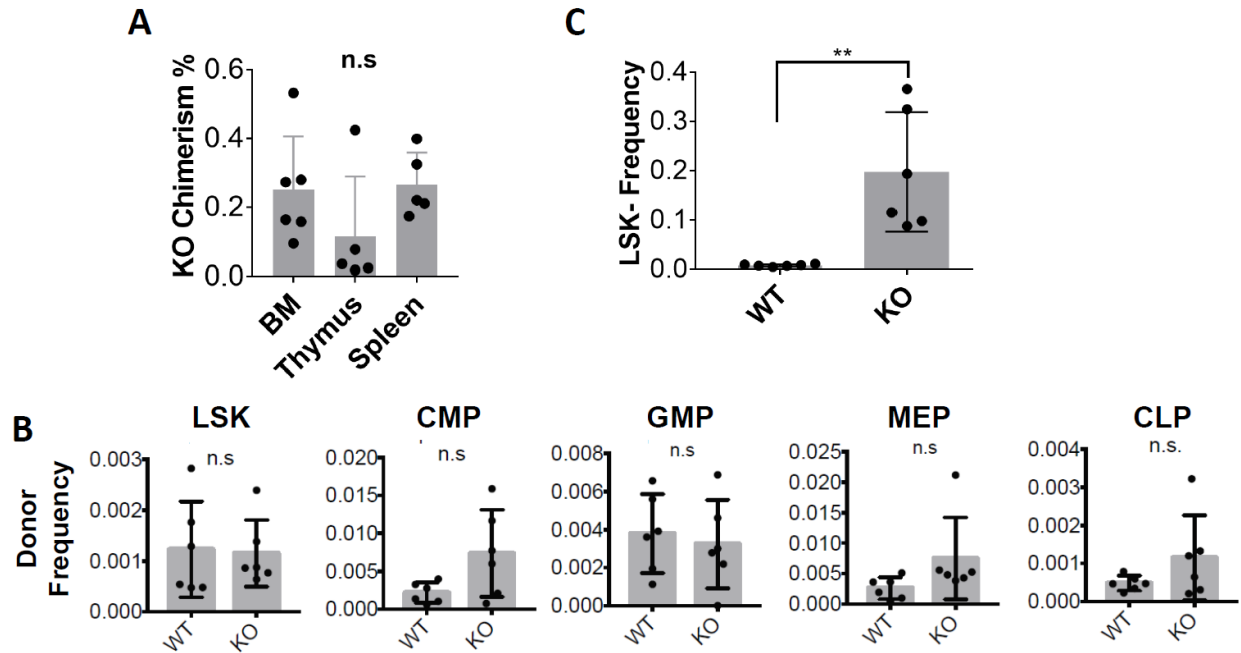 A
KO Chimerism %
n.s
0.6
0.4
0.2
0.0
BM
Thymus
Spleen
C
LSK- Frequency
**
0.4
0.3
0.2
0.1
0.0
WT
KO
B
Donor
Frequency
LSK
n.s
0.003
0.002
0.001
0.000
WT
KO
CMP
n.s
0.020
0.015
0.010
0.005
0.000
WT
KO
GMP
n.s
0.008
0.006
0.004
0.002
0.000
WT
KO
MEP
n.s
0.025
0.020
0.015
0.010
0.005
0.000
WT
KO
CLP
n.s.
0.004
0.003
0.002
0.001
0.000
WT
KO